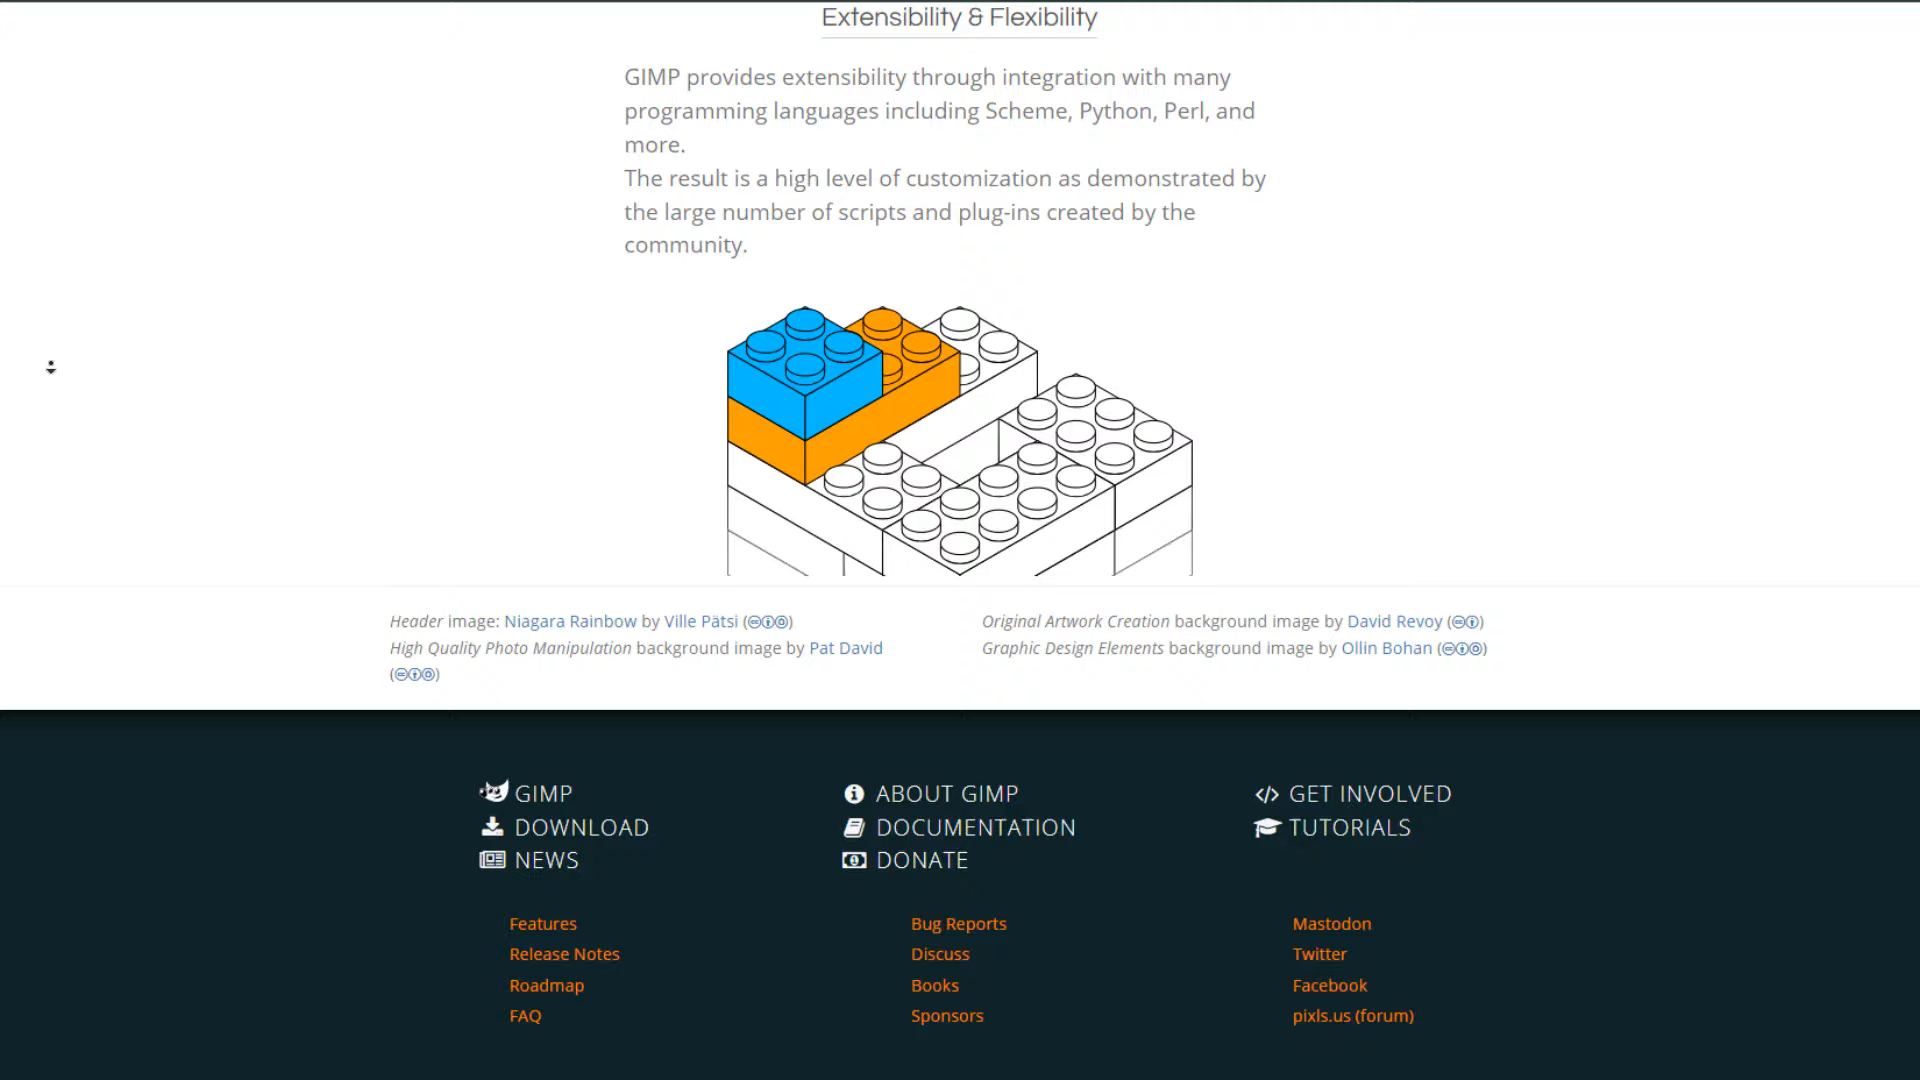 Extensibility & Flexibility
GIMP provides extensibility through integration with many
programming languages including Scheme, Python, Perl, and
more.
The result is a high level of customization as demonstrated by
the large number of scripts and plug-ins created by the
community.
Header image: Niagara Rainbow by Ville Pätsi (🅭🅯🄎)
High Quality Photo Manipulation background image by Pat David
(🅭🅯🄎)
Original Artwork Creation background image by David Revoy (🅭🅯)
Graphic Design Elements background image by Ollin Bohan (🅭🅯🄎)
GIMP
DOWNLOAD
NEWS
ABOUT GIMP
DOCUMENTATION
DONATE
GET INVOLVED
TUTORIALS
Features
Release Notes
Roadmap
FAQ
Bug Reports
Discuss
Books
Sponsors
Mastodon
Twitter
Facebook
pixls.us (forum)